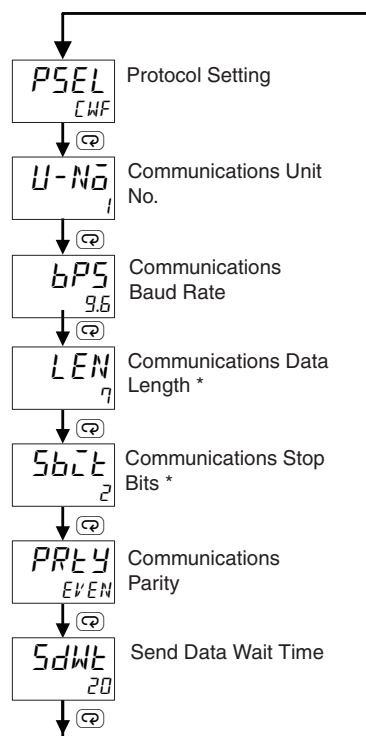 PSEL
CWF
Protocol Setting
U-No
1
Communications Unit
No.
bPS
9.6
Communications
Baud Rate
LEN
7
Communications Data
Length *
SbIt
2
Communications Stop
Bits *
PRtY
EVEN
Communications
Parity
SdWt
20
Send Data Wait Time